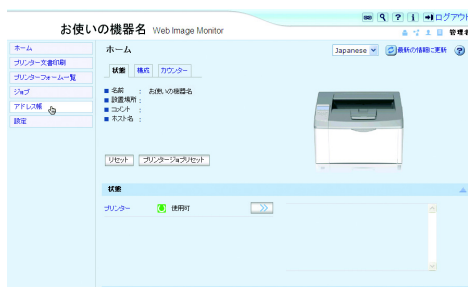 ログアウト
お使いの機器名 Web Image Monitor
管理者
ホーム
プリンター文書印刷
プリンターフォーム一覧
ジョブ
アドレス帳
設定
ホーム
Japanese 最新の情報に更新
状態 構成 カウンター
名前 : お使いの機器名
設置場所 :
コメント :
ホスト名 :
リセット プリンタージョブリセット
状態
プリンター 使用可